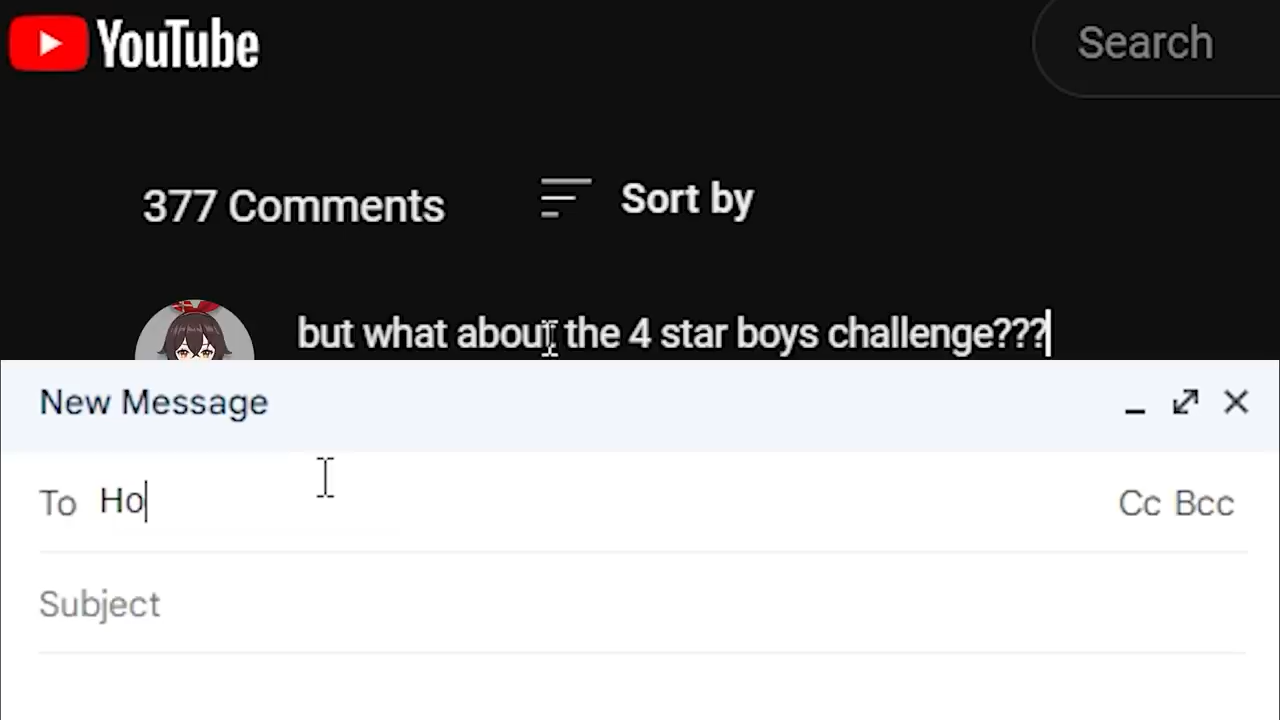 YouTube
Search
377 Comments
Sort by
but what about the 4 star boys challenge???
New Message
To Ho
Cc Bcc
Subject